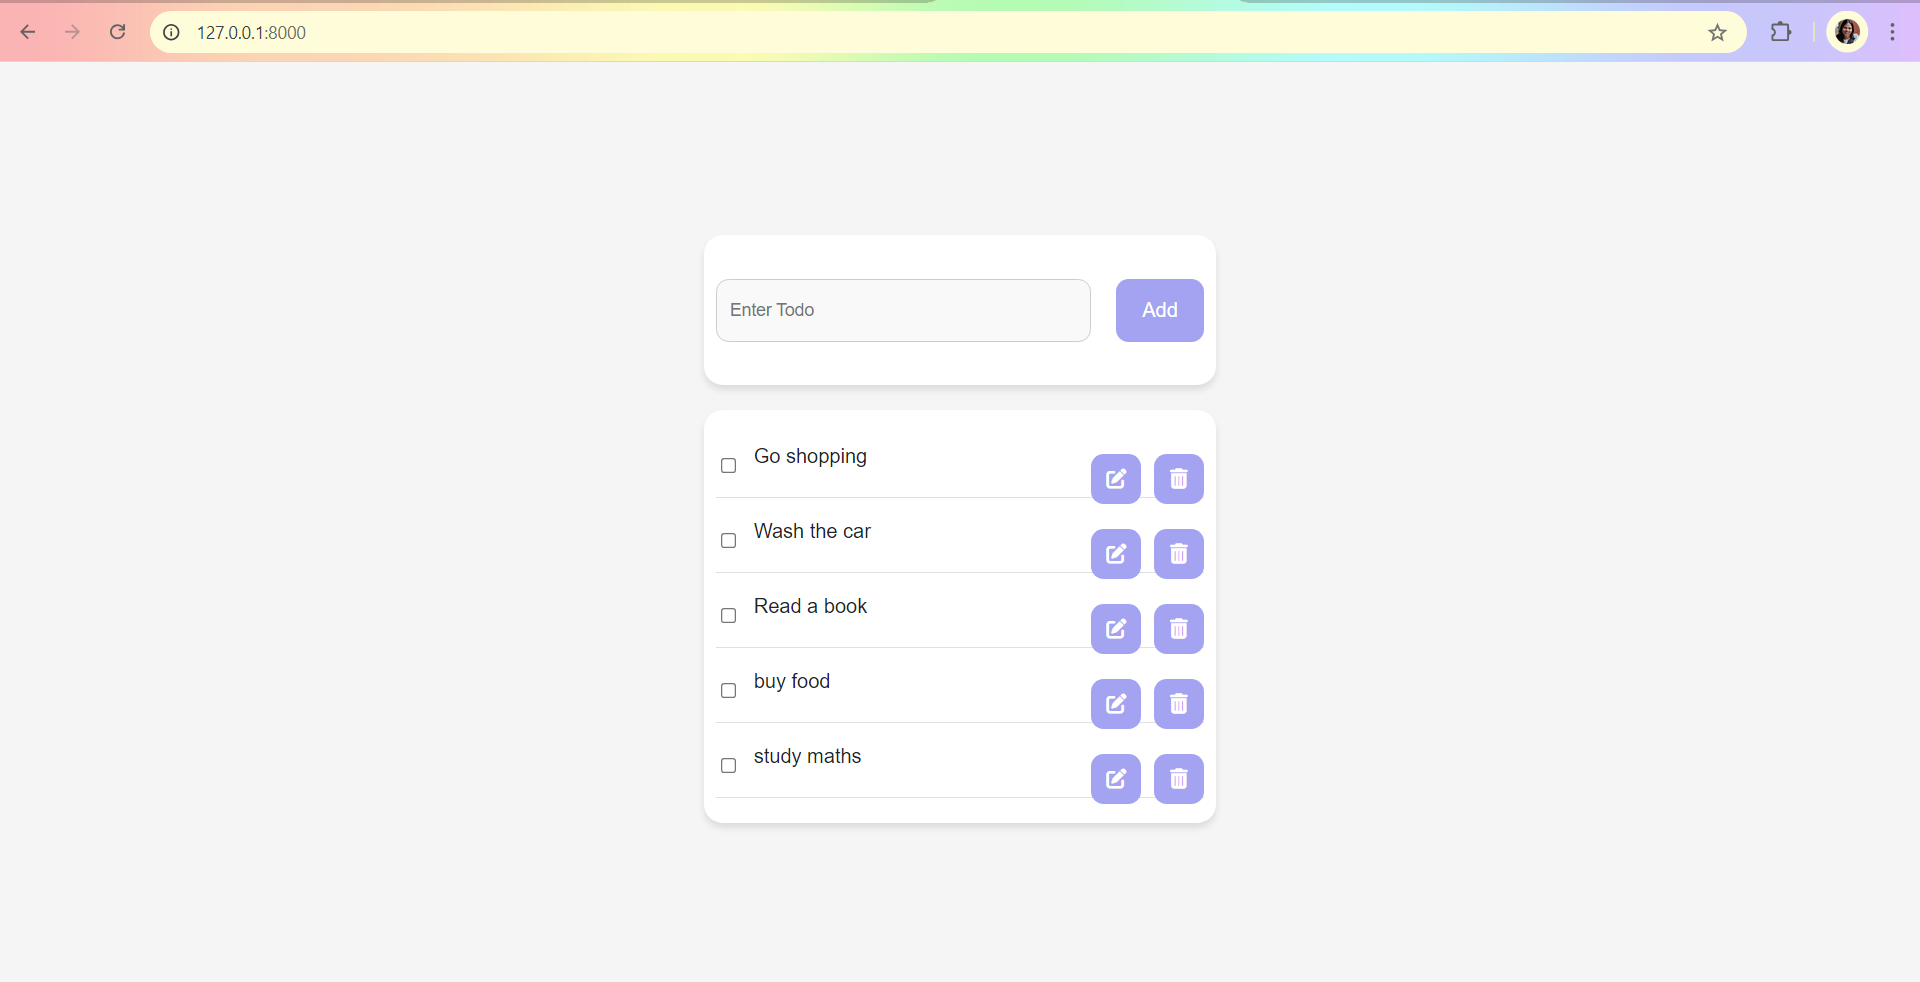 127.0.0.1:8000
Enter Todo
Add
Go shopping
Wash the car
Read a book
buy food
study maths